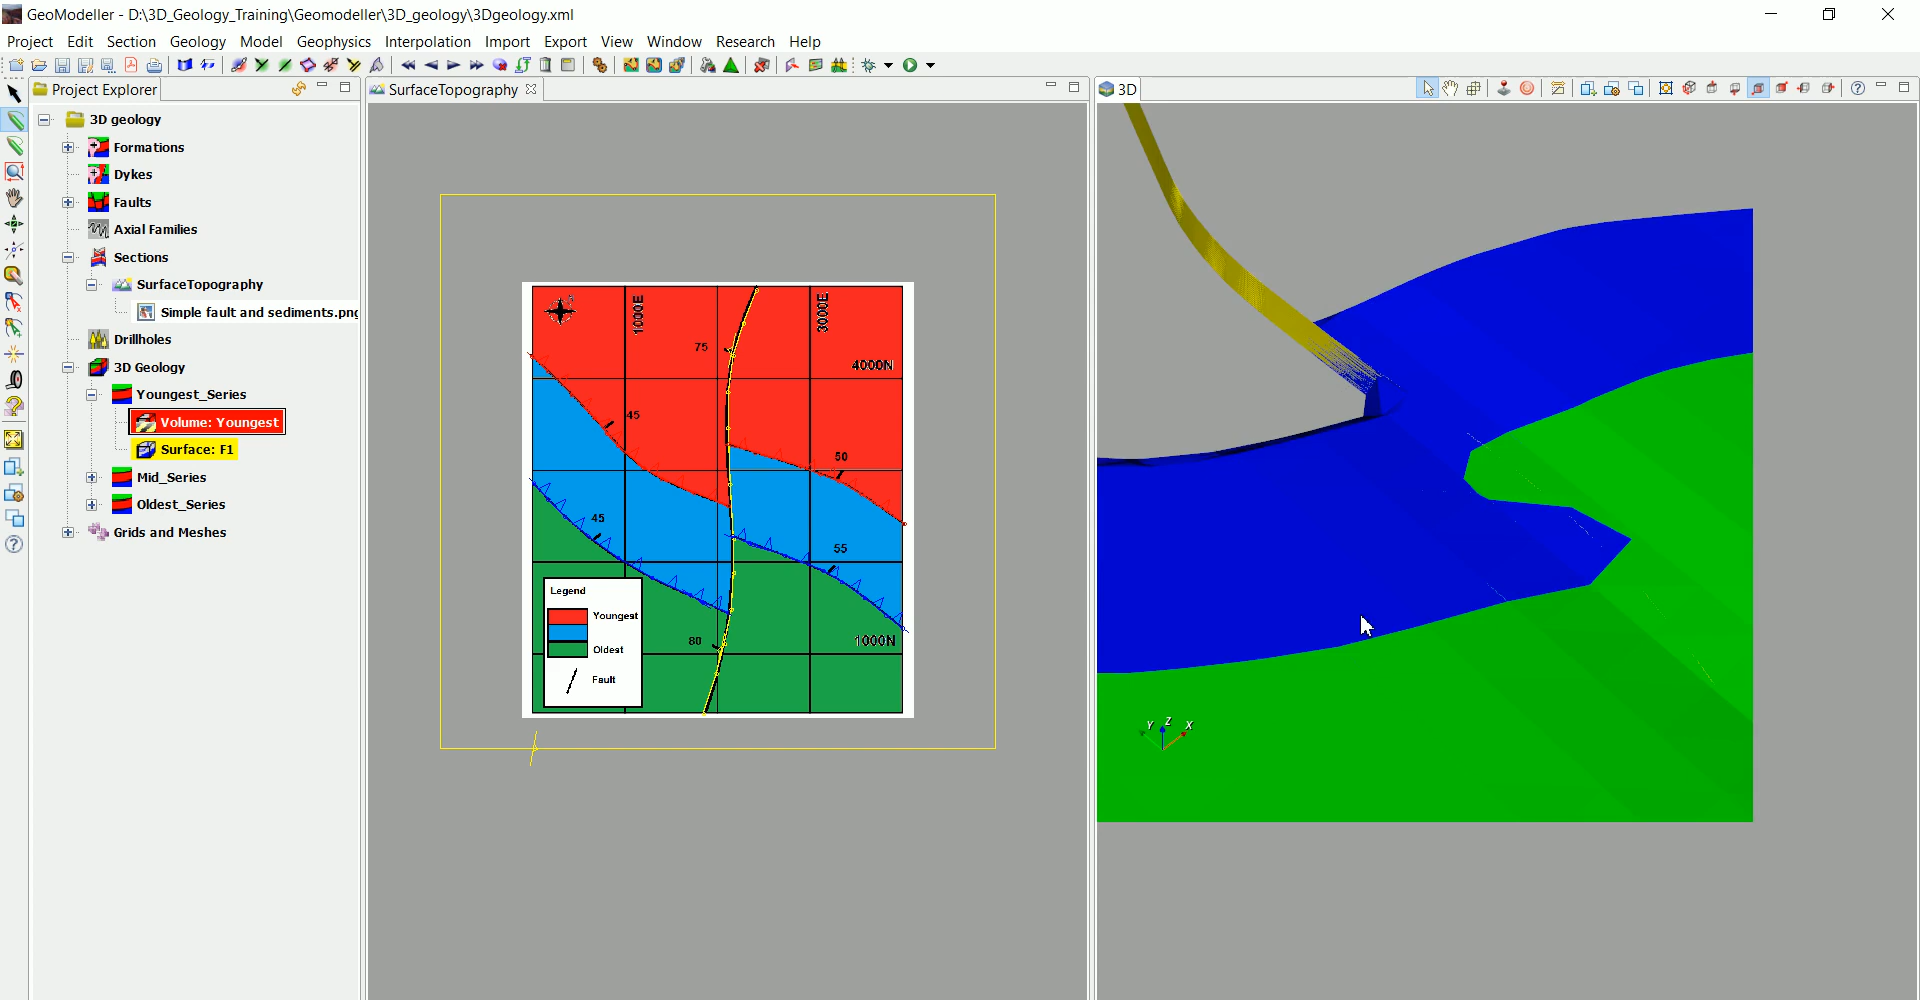 GeoModeller - D:\3D_Geology_Training\Geomodeller\3D_geology\3Dgeology.xml
Project Edit Section Geology Model Geophysics Interpolation Import Export View Window Research Help
Project Explorer
SurfaceTopography
3D
3D geology
Formations
Dykes
Faults
Axial Families
Sections
SurfaceTopography
Simple fault and sediments.png
Drillholes
3D Geology
Youngest_Series
Volume: Youngest
Surface: F1
Mid_Series
Oldest_Series
Grids and Meshes
1000E
3000E
75
4000N
45
50
45
55
Legend
Youngest
Oldest
Fault
80
1000N
Y Z X